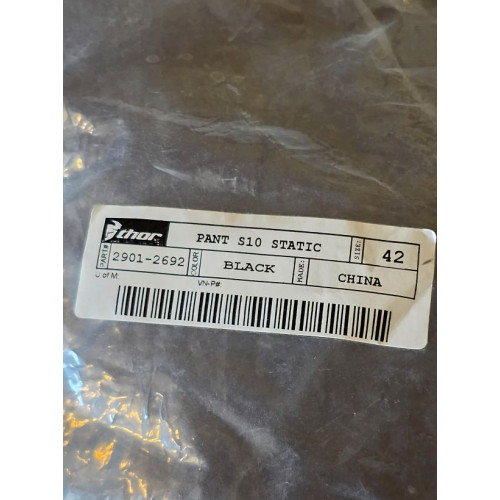 thor PANT S10 STATIC SIZE: 42
PART# 2901-2692 COLOR BLACK MADE: CHINA
U of M: VN-P#: